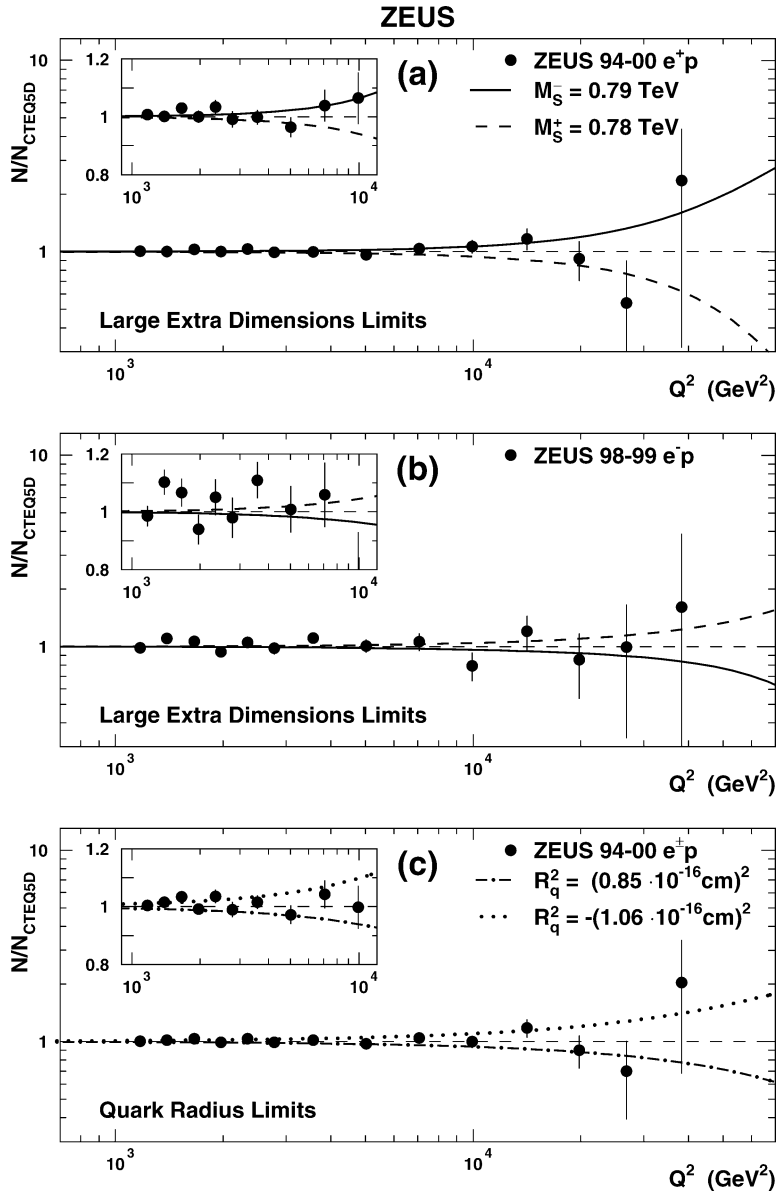 ZEUS
10
1
N/N_CTEQ5D
1.2
1
0.8
10^3
10^4
(a)
ZEUS 94-00 e^+p
M_S^- = 0.79 TeV
M_S^+ = 0.78 TeV
Large Extra Dimensions Limits
10^3
10^4
Q^2 (GeV^2)
10
1
N/N_CTEQ5D
1.2
1
0.8
10^3
10^4
(b)
ZEUS 98-99 e^-p
Large Extra Dimensions Limits
10^3
10^4
Q^2 (GeV^2)
10
1
N/N_CTEQ5D
1.2
1
0.8
10^3
10^4
(c)
ZEUS 94-00 e^±p
R_q^2 = (0.85 ·10^-16cm)^2
R_q^2 = -(1.06 ·10^-16cm)^2
Quark Radius Limits
10^3
10^4
Q^2 (GeV^2)